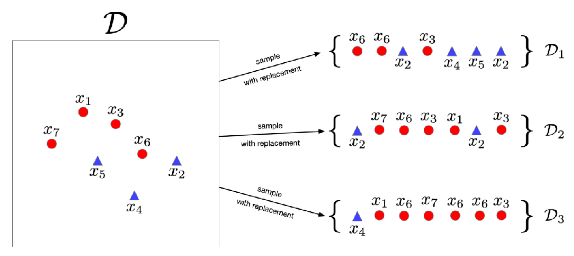 𝒟
x₁
x₃
x₇
x₆
x₅
x₂
x₄
sample
with replacement
{ x₆ x₆ x₂ x₃ x₄ x₅ x₂ } 𝒟₁
sample
with replacement
{ x₂ x₇ x₆ x₃ x₁ x₂ x₃ } 𝒟₂
sample
with replacement
{ x₄ x₁ x₆ x₇ x₆ x₆ x₃ } 𝒟₃